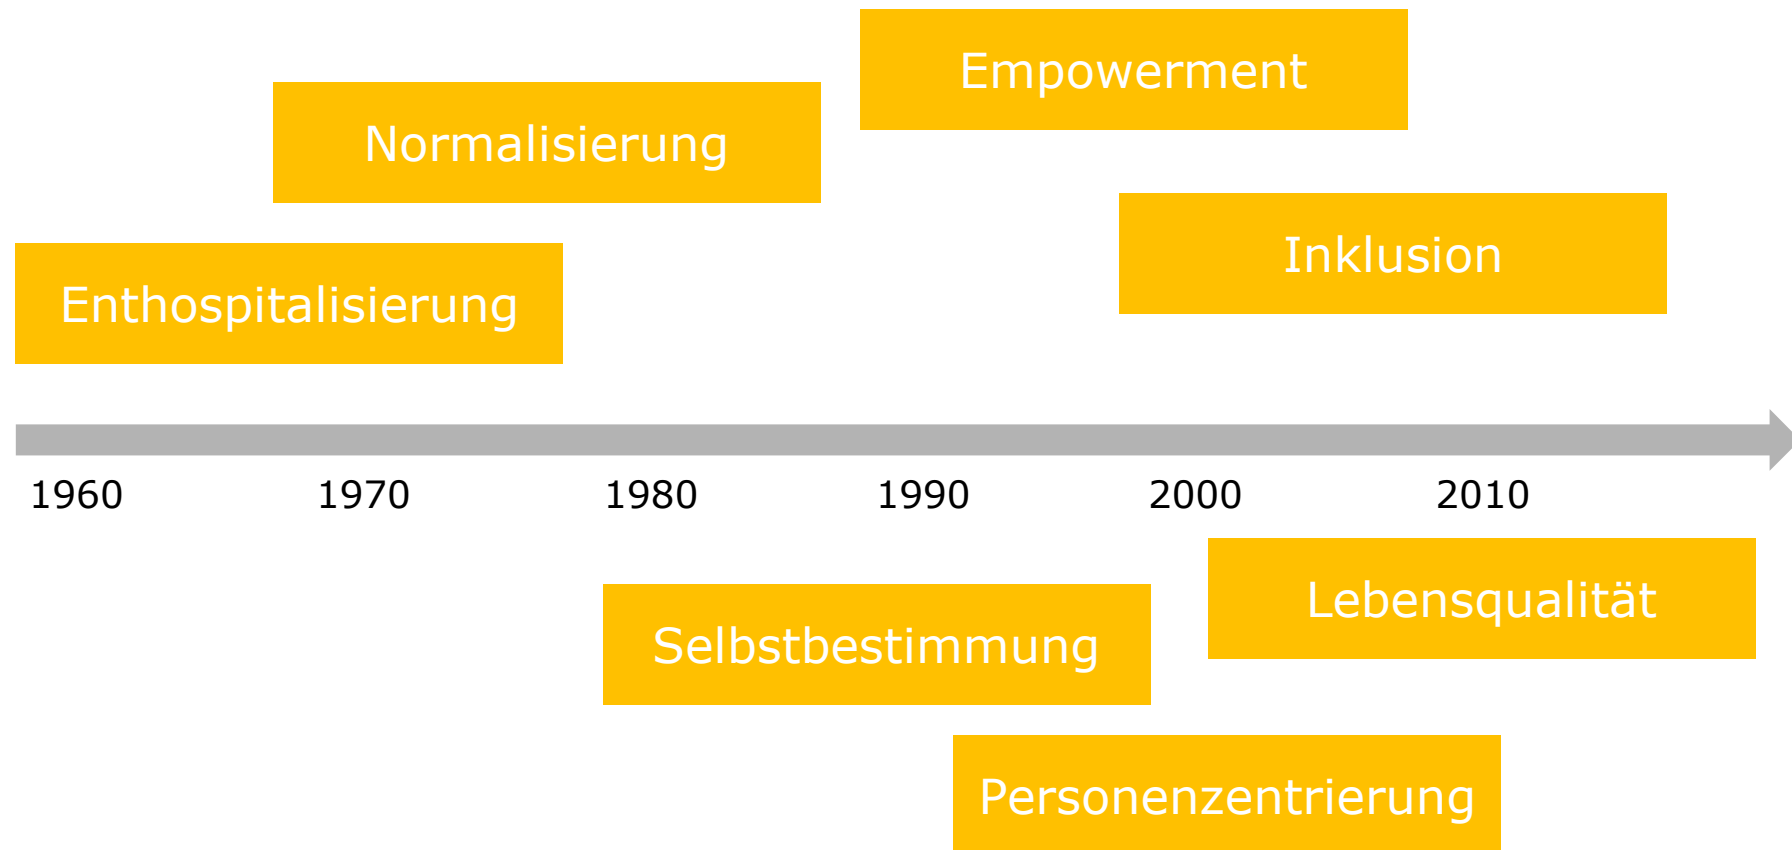 Empowerment
Normalisierung
Inklusion
Enthospitalisierung
1960 1970 1980 1990 2000 2010
Lebensqualität
Selbstbestimmung
Personenzentrierung